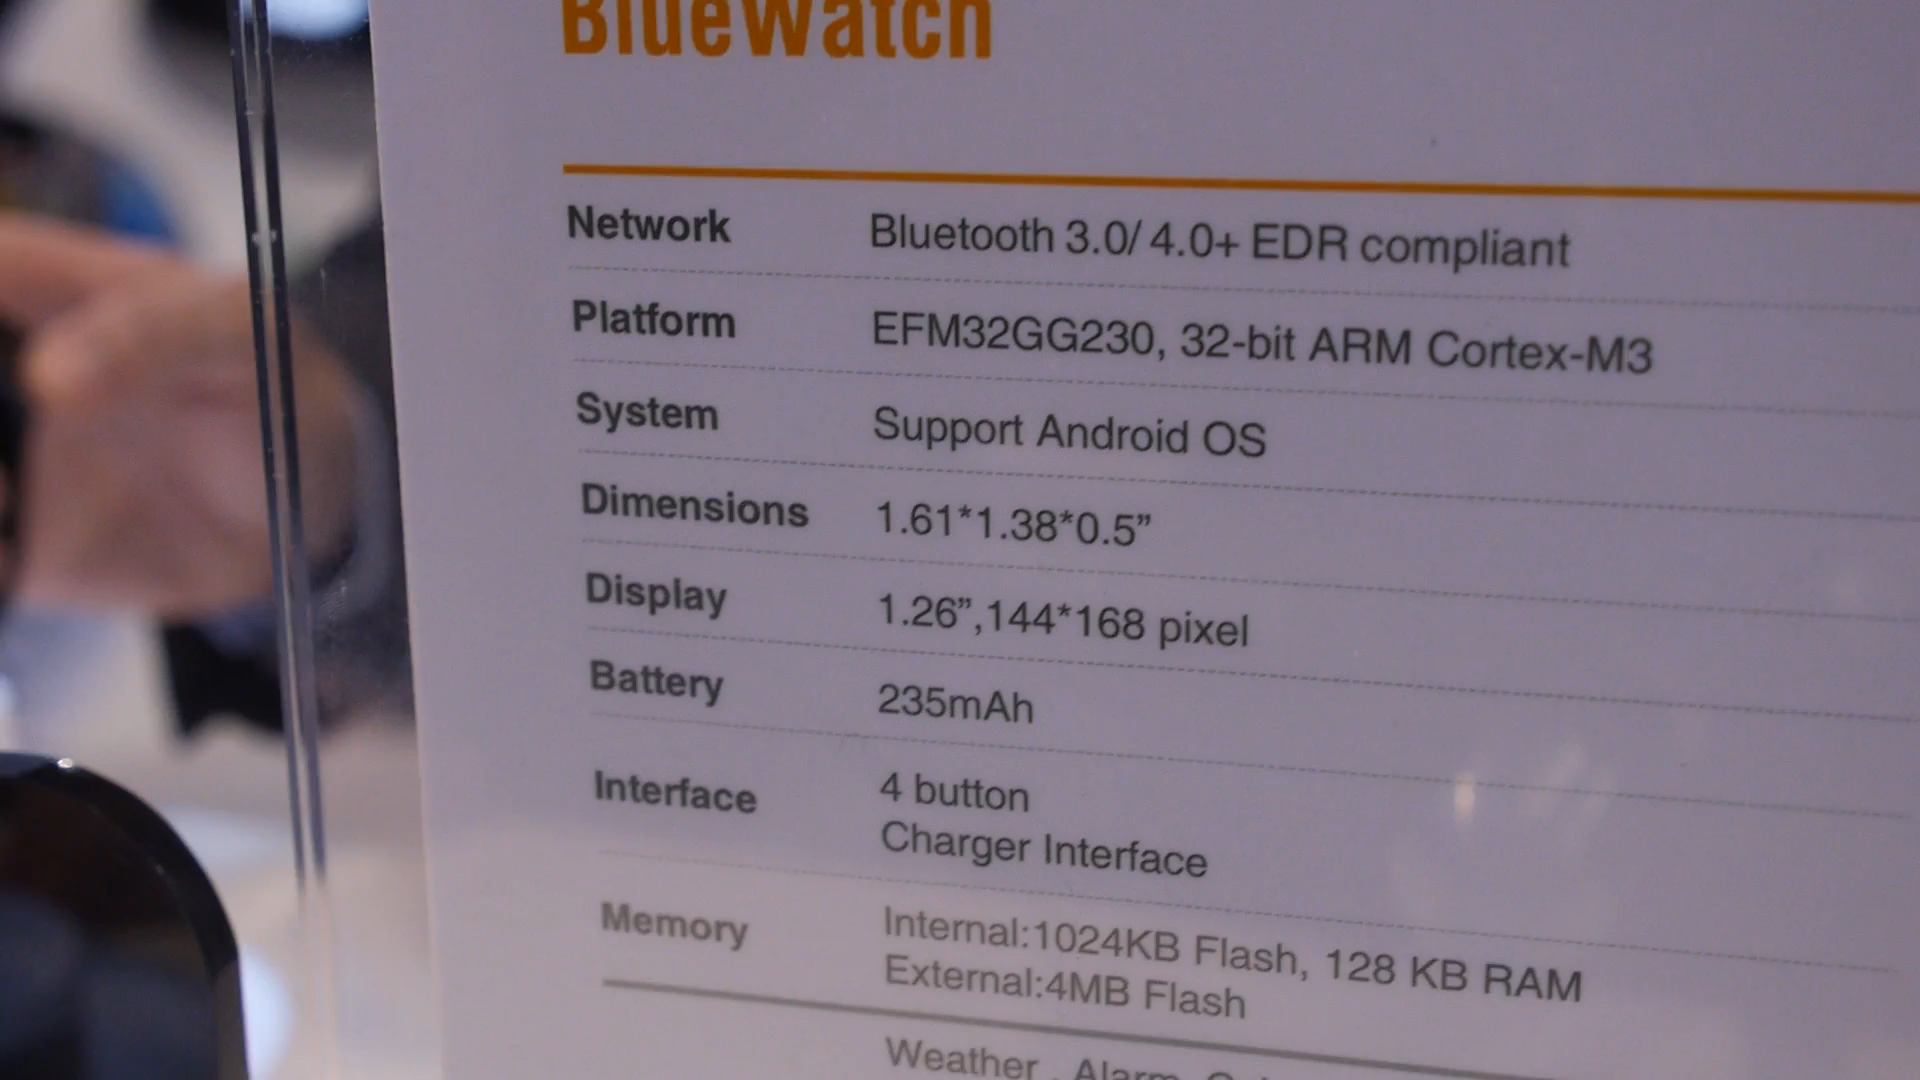 BlueWatch
Network Bluetooth 3.0/ 4.0+ EDR compliant
Platform EFM32GG230, 32-bit ARM Cortex-M3
System Support Android OS
Dimensions 1.61*1.38*0.5”
Display 1.26”,144*168 pixel
Battery 235mAh
Interface 4 button
Charger Interface
Memory Internal:1024KB Flash, 128 KB RAM
External:4MB Flash
Weather , Alarm,